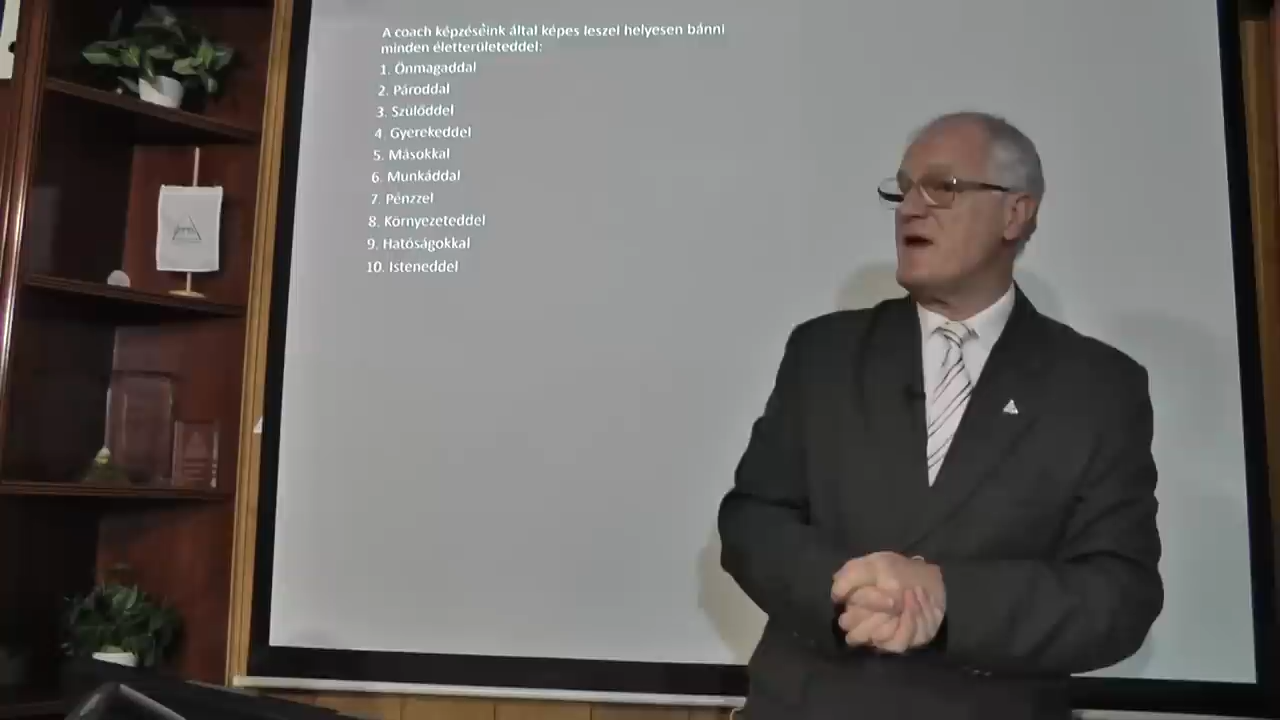 A coach képzéseink által képes leszel helyesen bánni
minden életterületeddel:
1. Önmagaddal
2. Pároddal
3. Szülőddel
4. Gyerekeddel
5. Másokkal
6. Munkáddal
7. Pénzzel
8. Környezeteddel
9. Hatóságokkal
10. Isteneddel